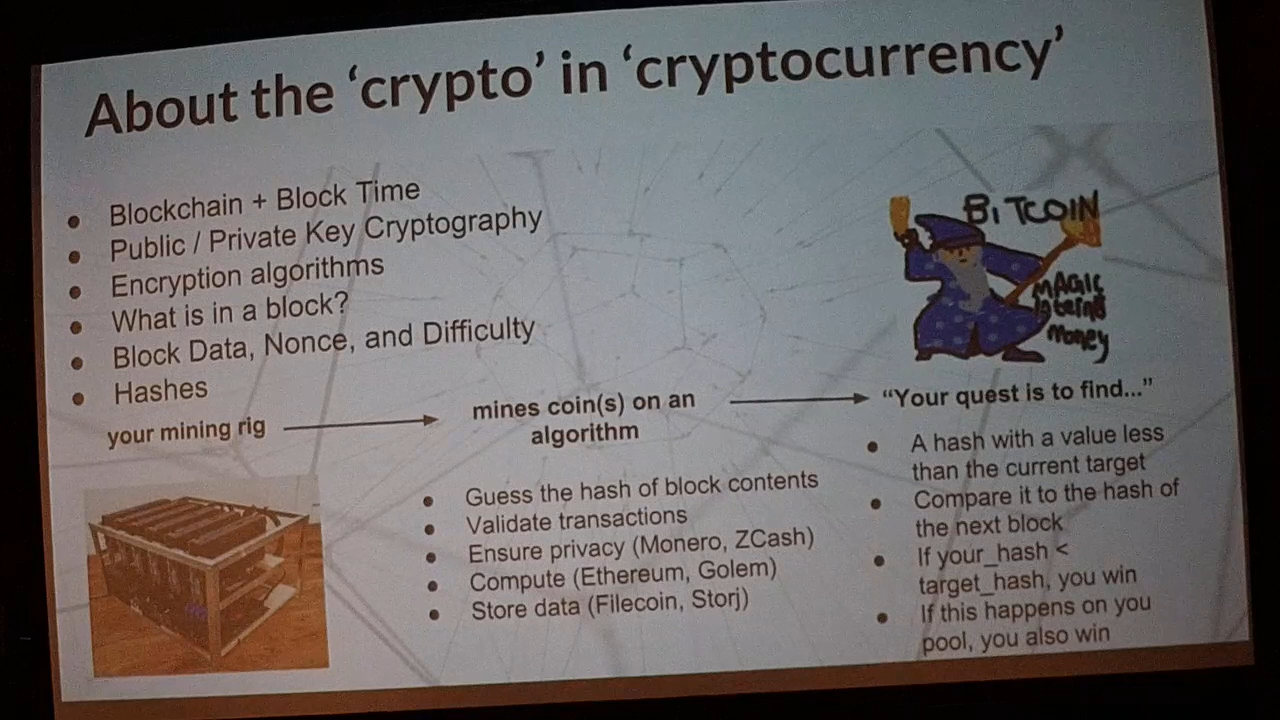 About the ‘crypto’ in ‘cryptocurrency’
Blockchain + Block Time
Public / Private Key Cryptography
Encryption algorithms
What is in a block?
Block Data, Nonce, and Difficulty
Hashes
your mining rig
mines coin(s) on an
algorithm
Guess the hash of block contents
Validate transactions
Ensure privacy (Monero, ZCash)
Compute (Ethereum, Golem)
Store data (Filecoin, Storj)
BiTCOIN
MAGIC
money
“Your quest is to find...”
A hash with a value less
than the current target
Compare it to the hash of
the next block
If your_hash <
target_hash, you win
If this happens on you
pool, you also win